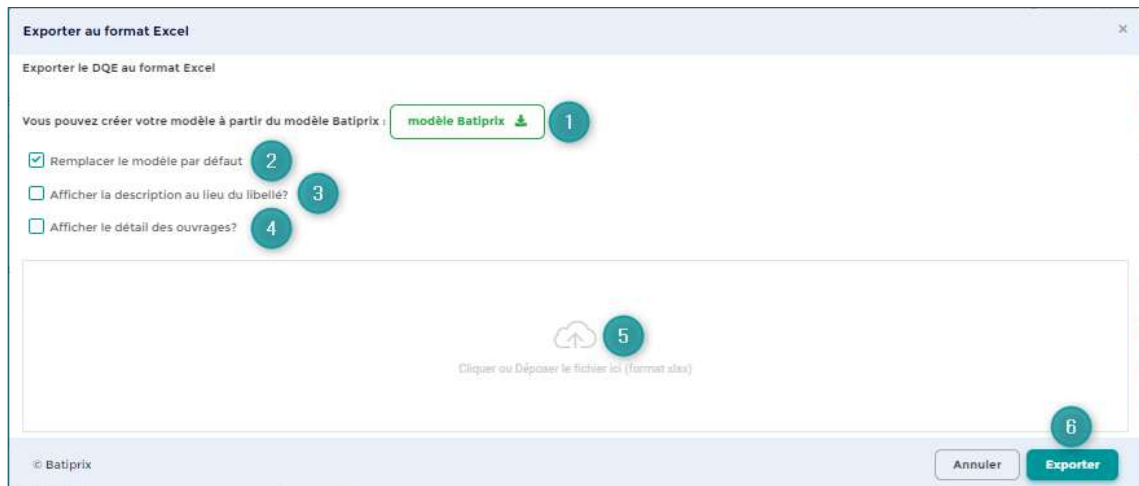 Exporter au format Excel ×
Exporter le DQE au format Excel
Vous pouvez créer votre modèle à partir du modèle Batiprix : modèle Batiprix 1
Remplacer le modèle par défaut 2
Afficher la description au lieu du libellé? 3
Afficher le détail des ouvrages? 4
5
Cliquer ou Déposer le fichier ici (format xlsx)
6
© Batiprix Annuler Exporter